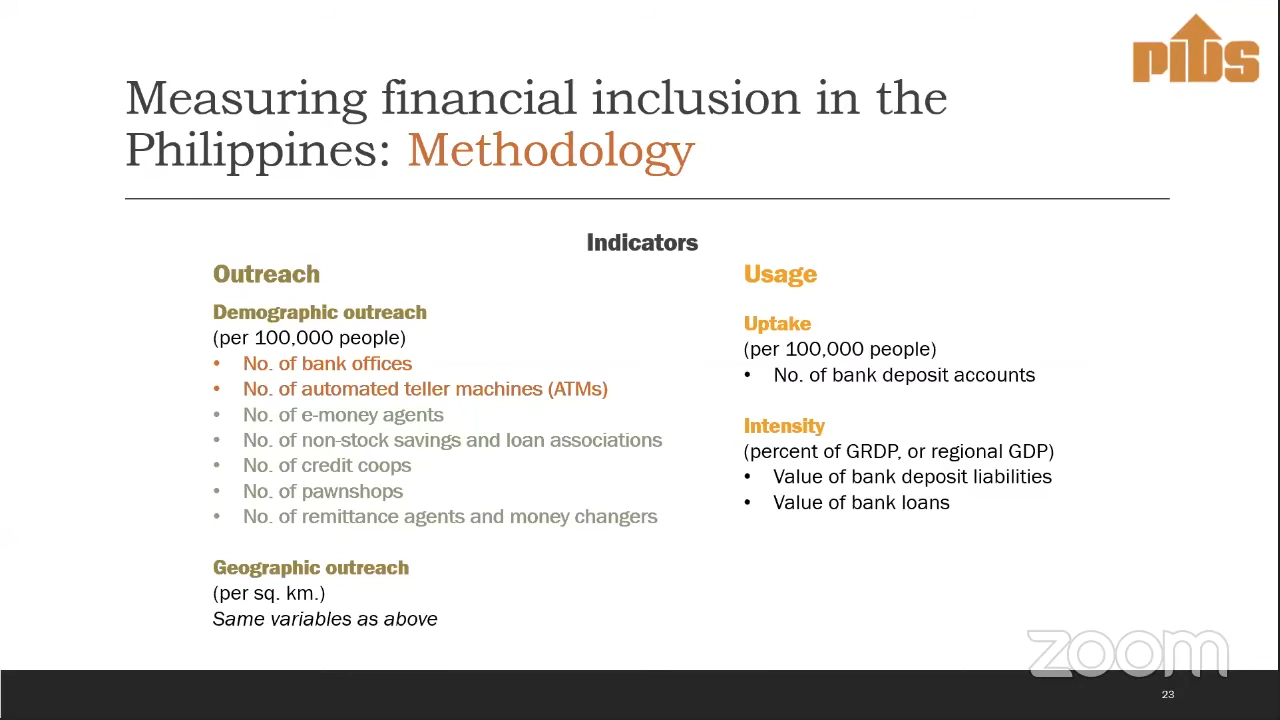 PIDS
Measuring financial inclusion in the
Philippines: Methodology
Indicators
Outreach
Demographic outreach
(per 100,000 people)
• No. of bank offices
• No. of automated teller machines (ATMs)
• No. of e-money agents
• No. of non-stock savings and loan associations
• No. of credit coops
• No. of pawnshops
• No. of remittance agents and money changers
Geographic outreach
(per sq. km.)
Same variables as above
Usage
Uptake
(per 100,000 people)
• No. of bank deposit accounts
Intensity
(percent of GRDP, or regional GDP)
• Value of bank deposit liabilities
• Value of bank loans
zoom
23